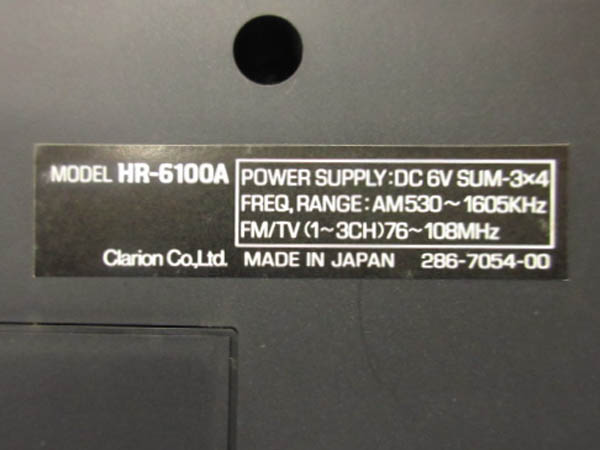 MODEL HR-6100A
POWER SUPPLY:DC 6V SUM-3×4
FREQ, RANGE:AM530~1605KHz
FM/TV (1~3CH)76~108MHz
Clarion Co., Ltd. MADE IN JAPAN 286-7054-00